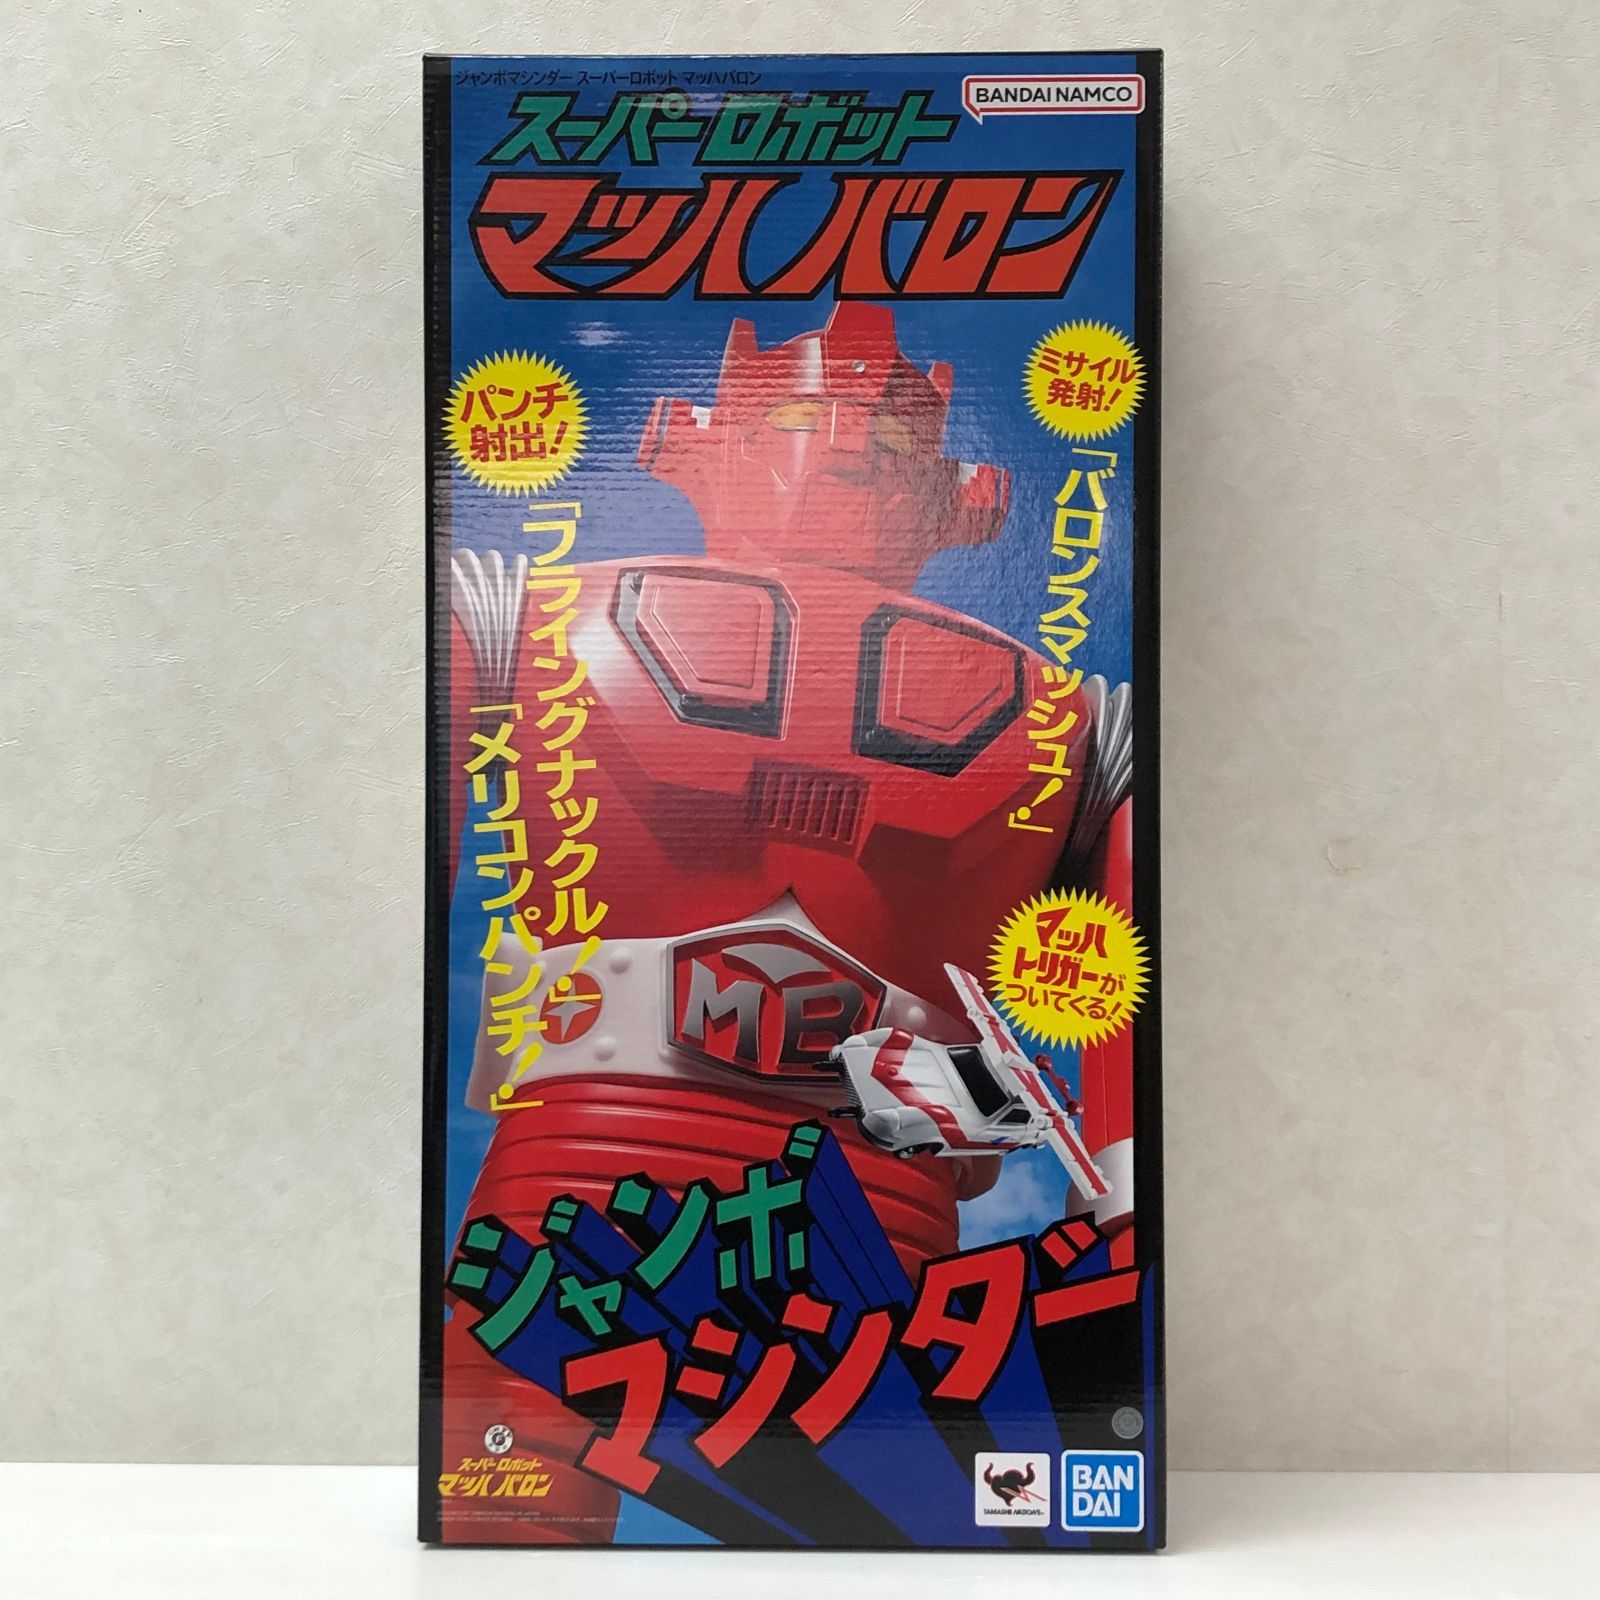 ジャンボマシンダー スーパーロボット マッハバロン
BANDAI NAMCO
スーパーロボット
マッハバロン
パンチ
射出！
ミサイル
発射！
「バロンスマッシュ！」
「フライングナックル！」
「メリコンパンチ！」
マッハ
トリガーが
ついてくる！
MB
ジャンボ
マシンダー
スーパーロボット
マッハバロン
TAMASHII NATIONS
BAN
DAI